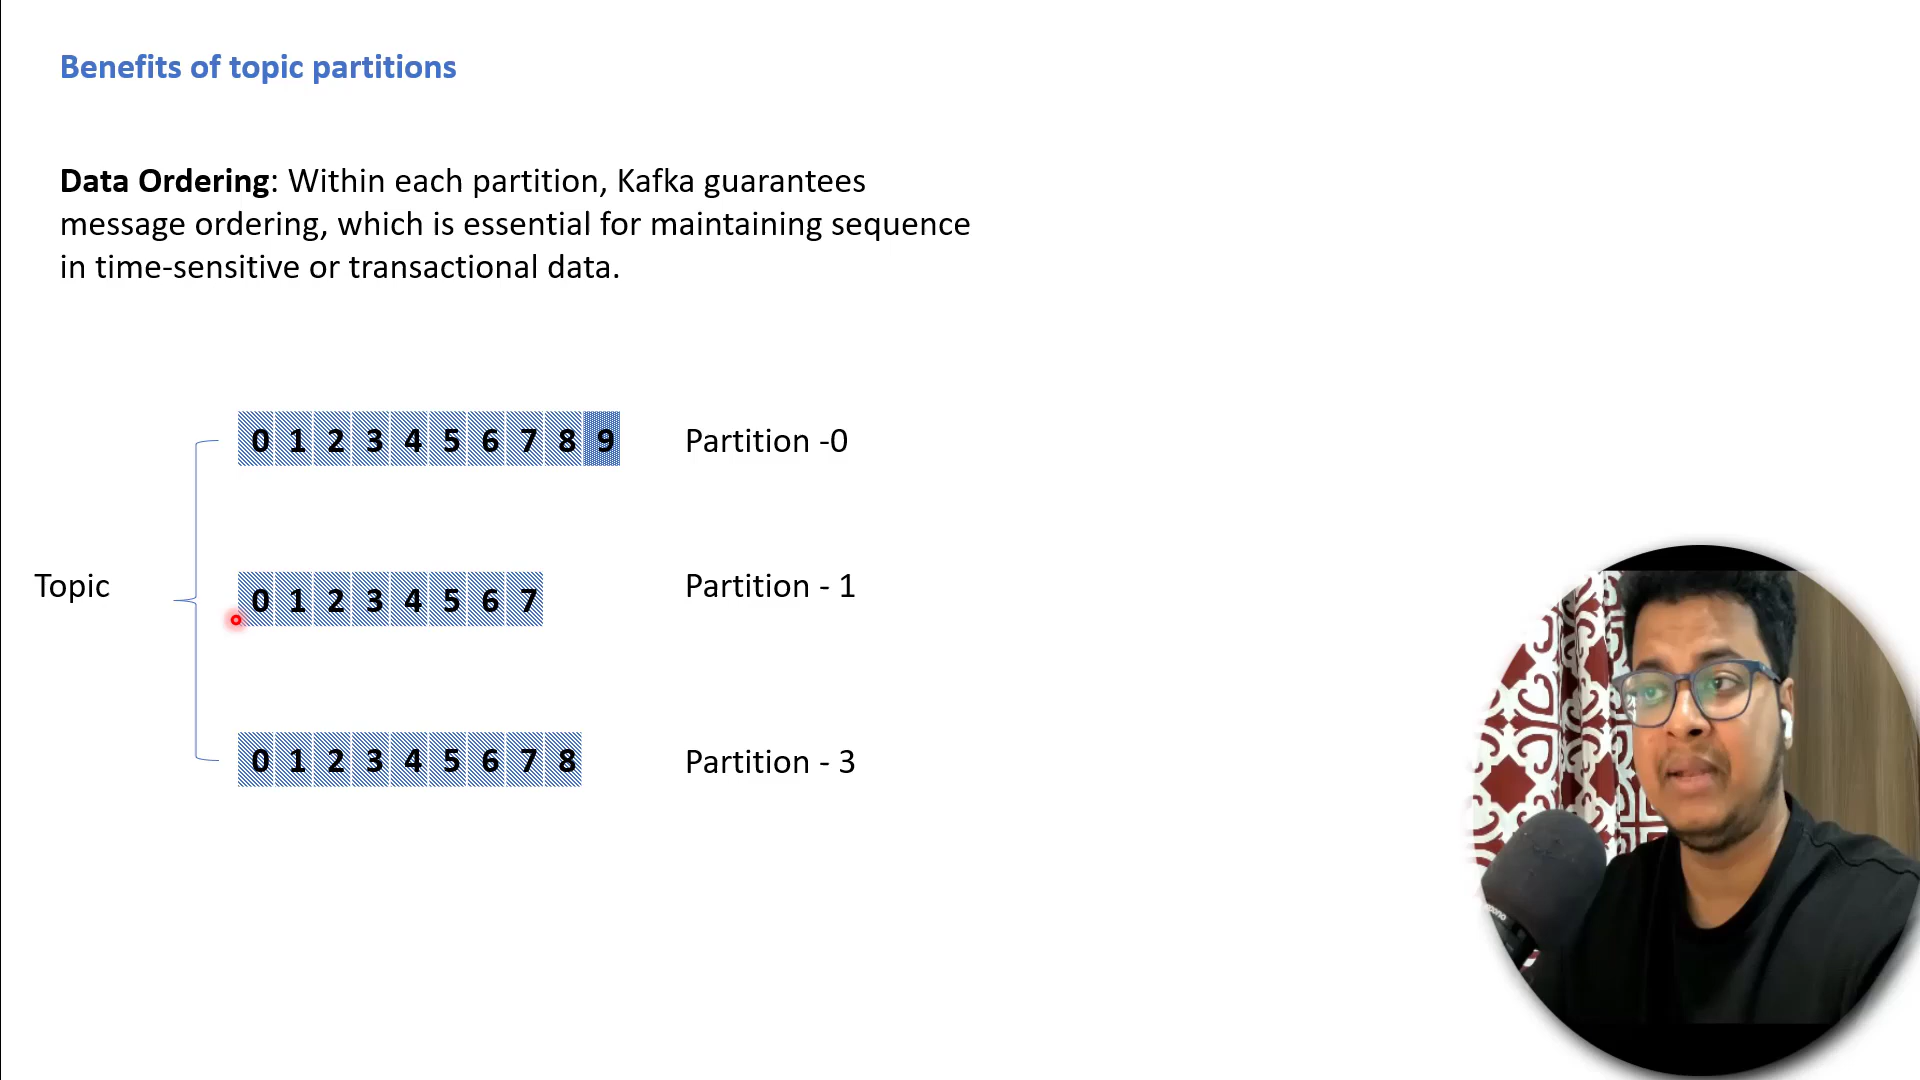 Benefits of topic partitions
Data Ordering: Within each partition, Kafka guarantees
message ordering, which is essential for maintaining sequence
in time-sensitive or transactional data.
0 1 2 3 4 5 6 7 8 9 Partition -0
Topic
0 1 2 3 4 5 6 7 Partition - 1
0 1 2 3 4 5 6 7 8 Partition - 3